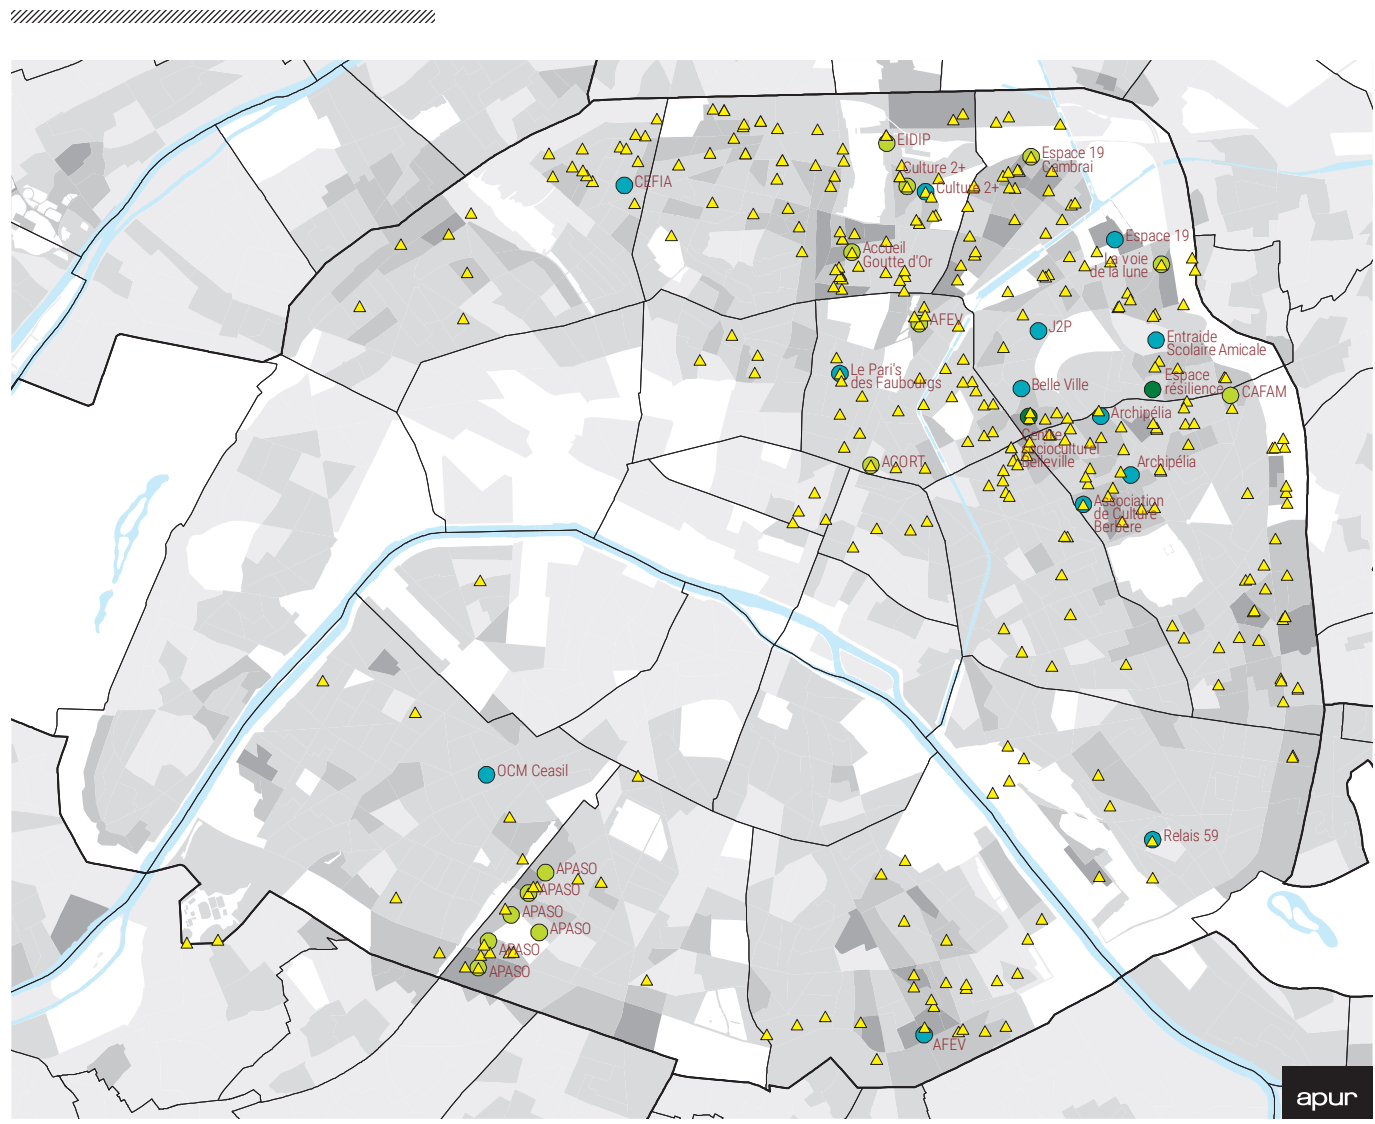 EIDIP
Culture 2+
Espace 19
Cambrai
CEFIA
Culture 2+
Espace 19
Accueil
Goutte d'Or
La voie
de la lune
AFEV
J2P
Entraide
Scolaire Amicale
Le Pari's
des Faubourgs
Belle Ville
Espace
résilience
CAFAM
Archipélia
Centre
socioculturel
Belleville
ACORT
Archipélia
Association
de Culture
Berbère
OCM Ceasil
Relais 59
APASO
APASO
APASO
APASO
APASO
APASO
AFEV
apur